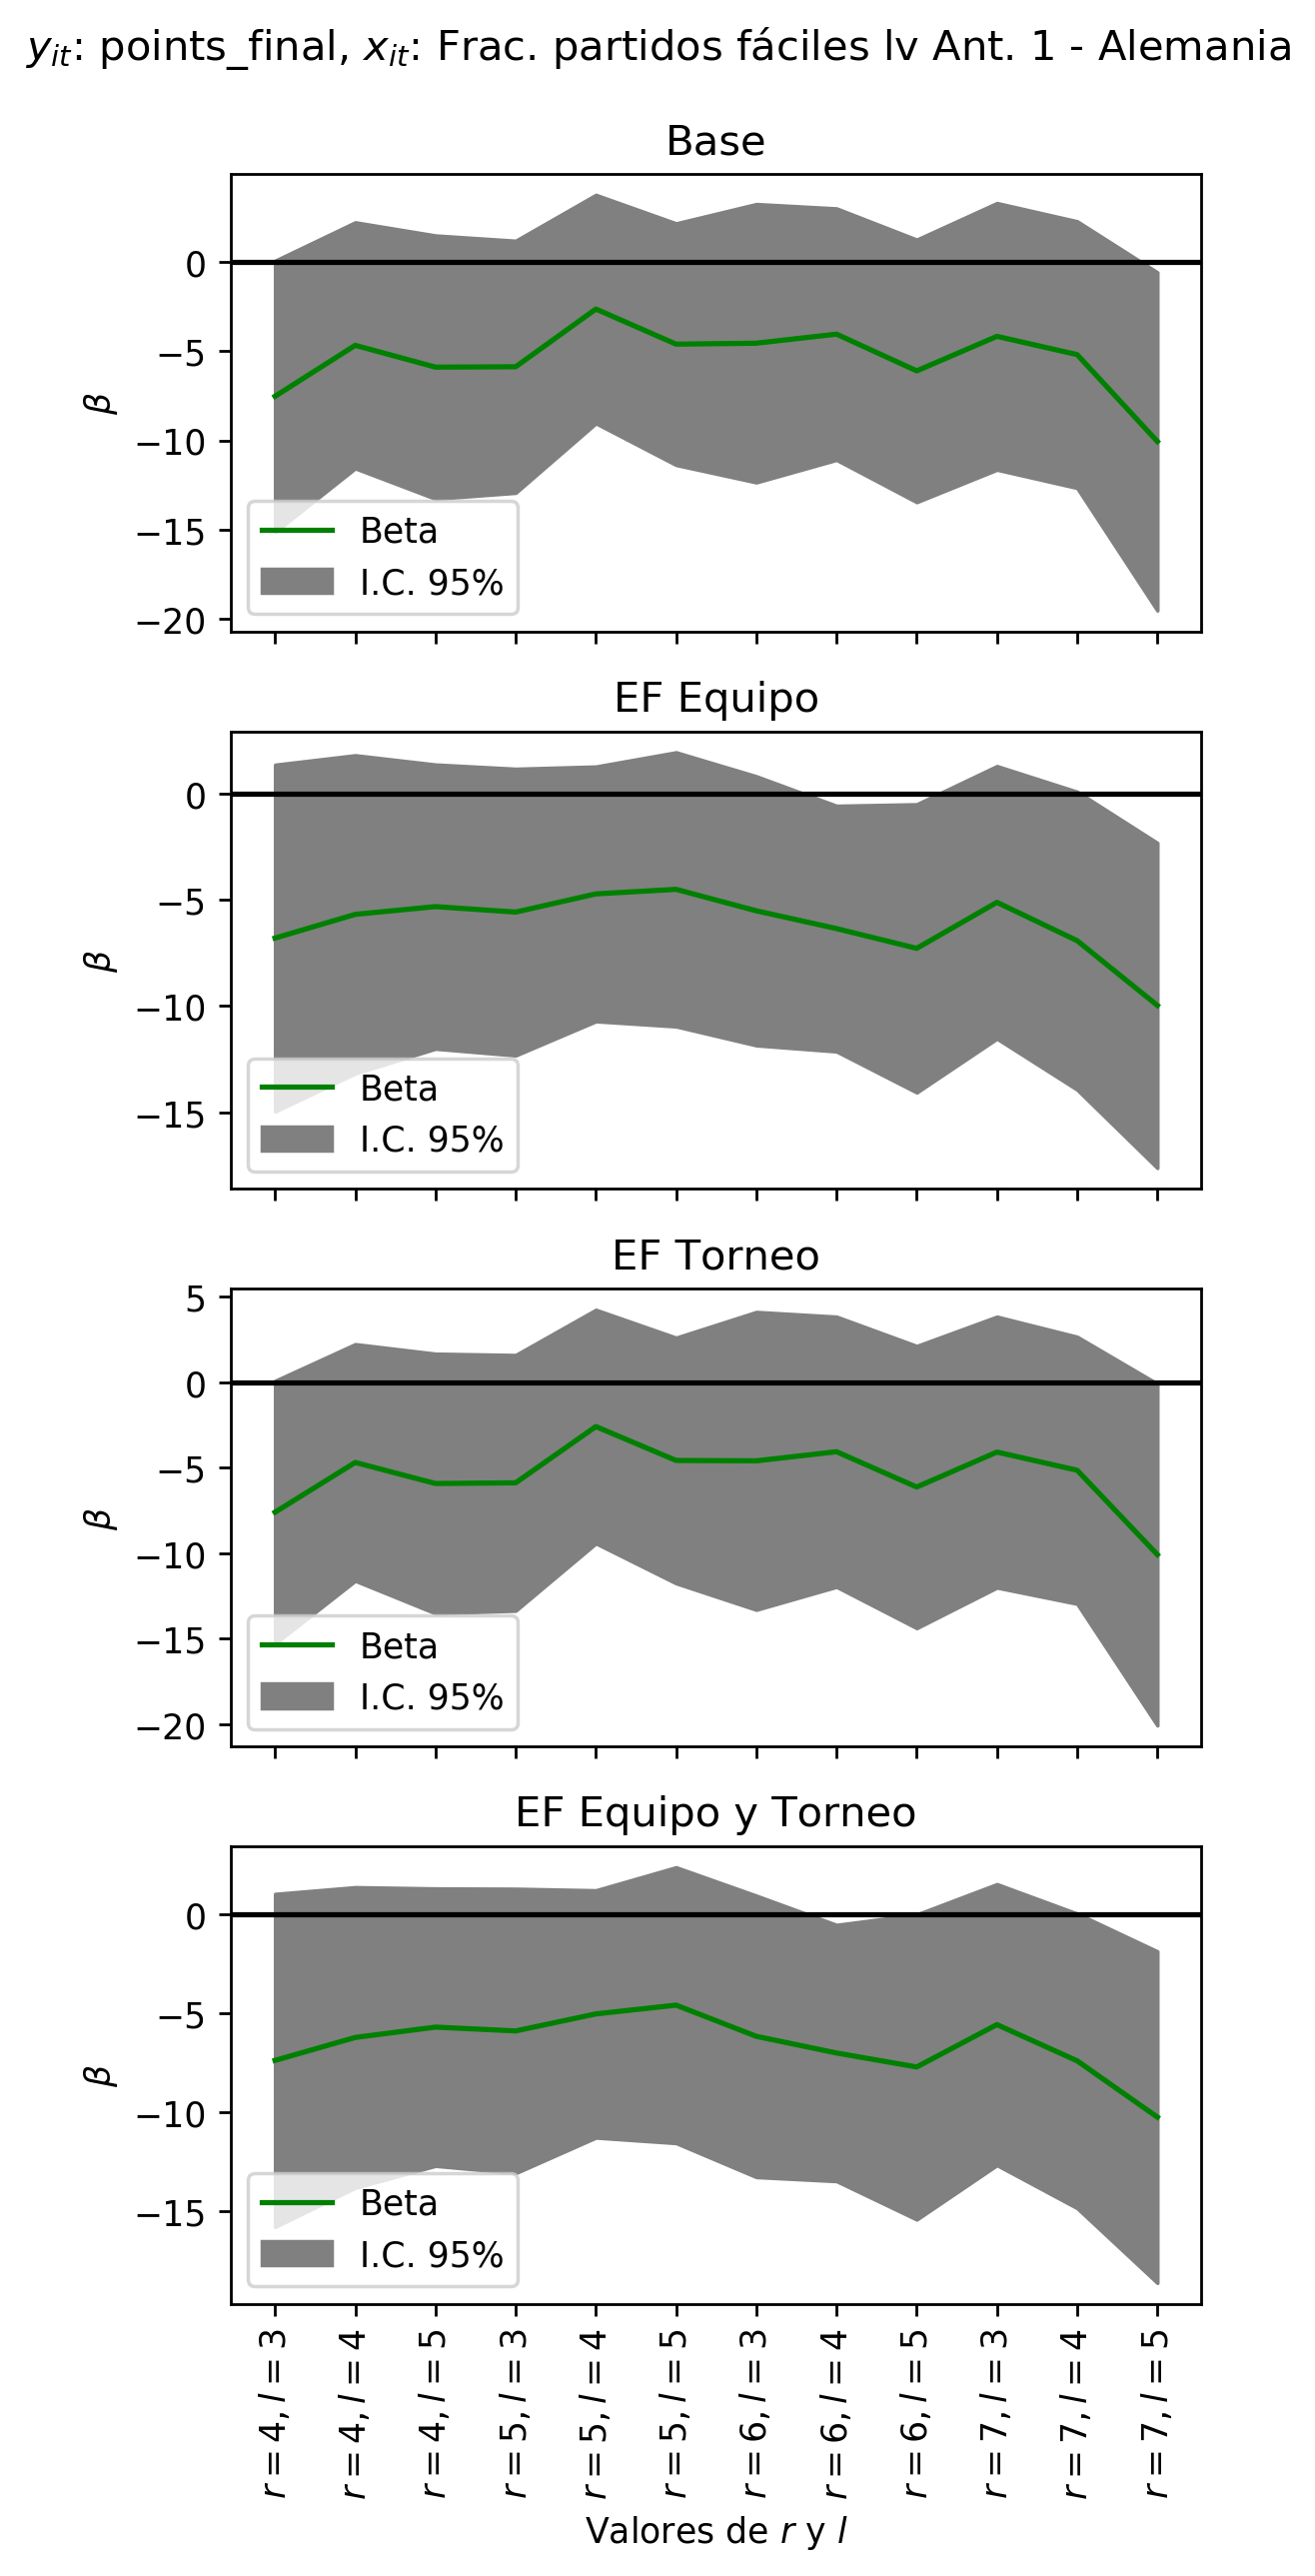 y_it: points_final, x_it: Frac. partidos fáciles lv Ant. 1 - Alemania
Base
0
−5
−10
−15
−20
β
Beta
I.C. 95%
EF Equipo
0
−5
−10
−15
β
Beta
I.C. 95%
EF Torneo
5
0
−5
−10
−15
−20
β
Beta
I.C. 95%
EF Equipo y Torneo
0
−5
−10
−15
β
Beta
I.C. 95%
r = 4, l = 3
r = 4, l = 4
r = 4, l = 5
r = 5, l = 3
r = 5, l = 4
r = 5, l = 5
r = 6, l = 3
r = 6, l = 4
r = 6, l = 5
r = 7, l = 3
r = 7, l = 4
r = 7, l = 5
Valores de r y l